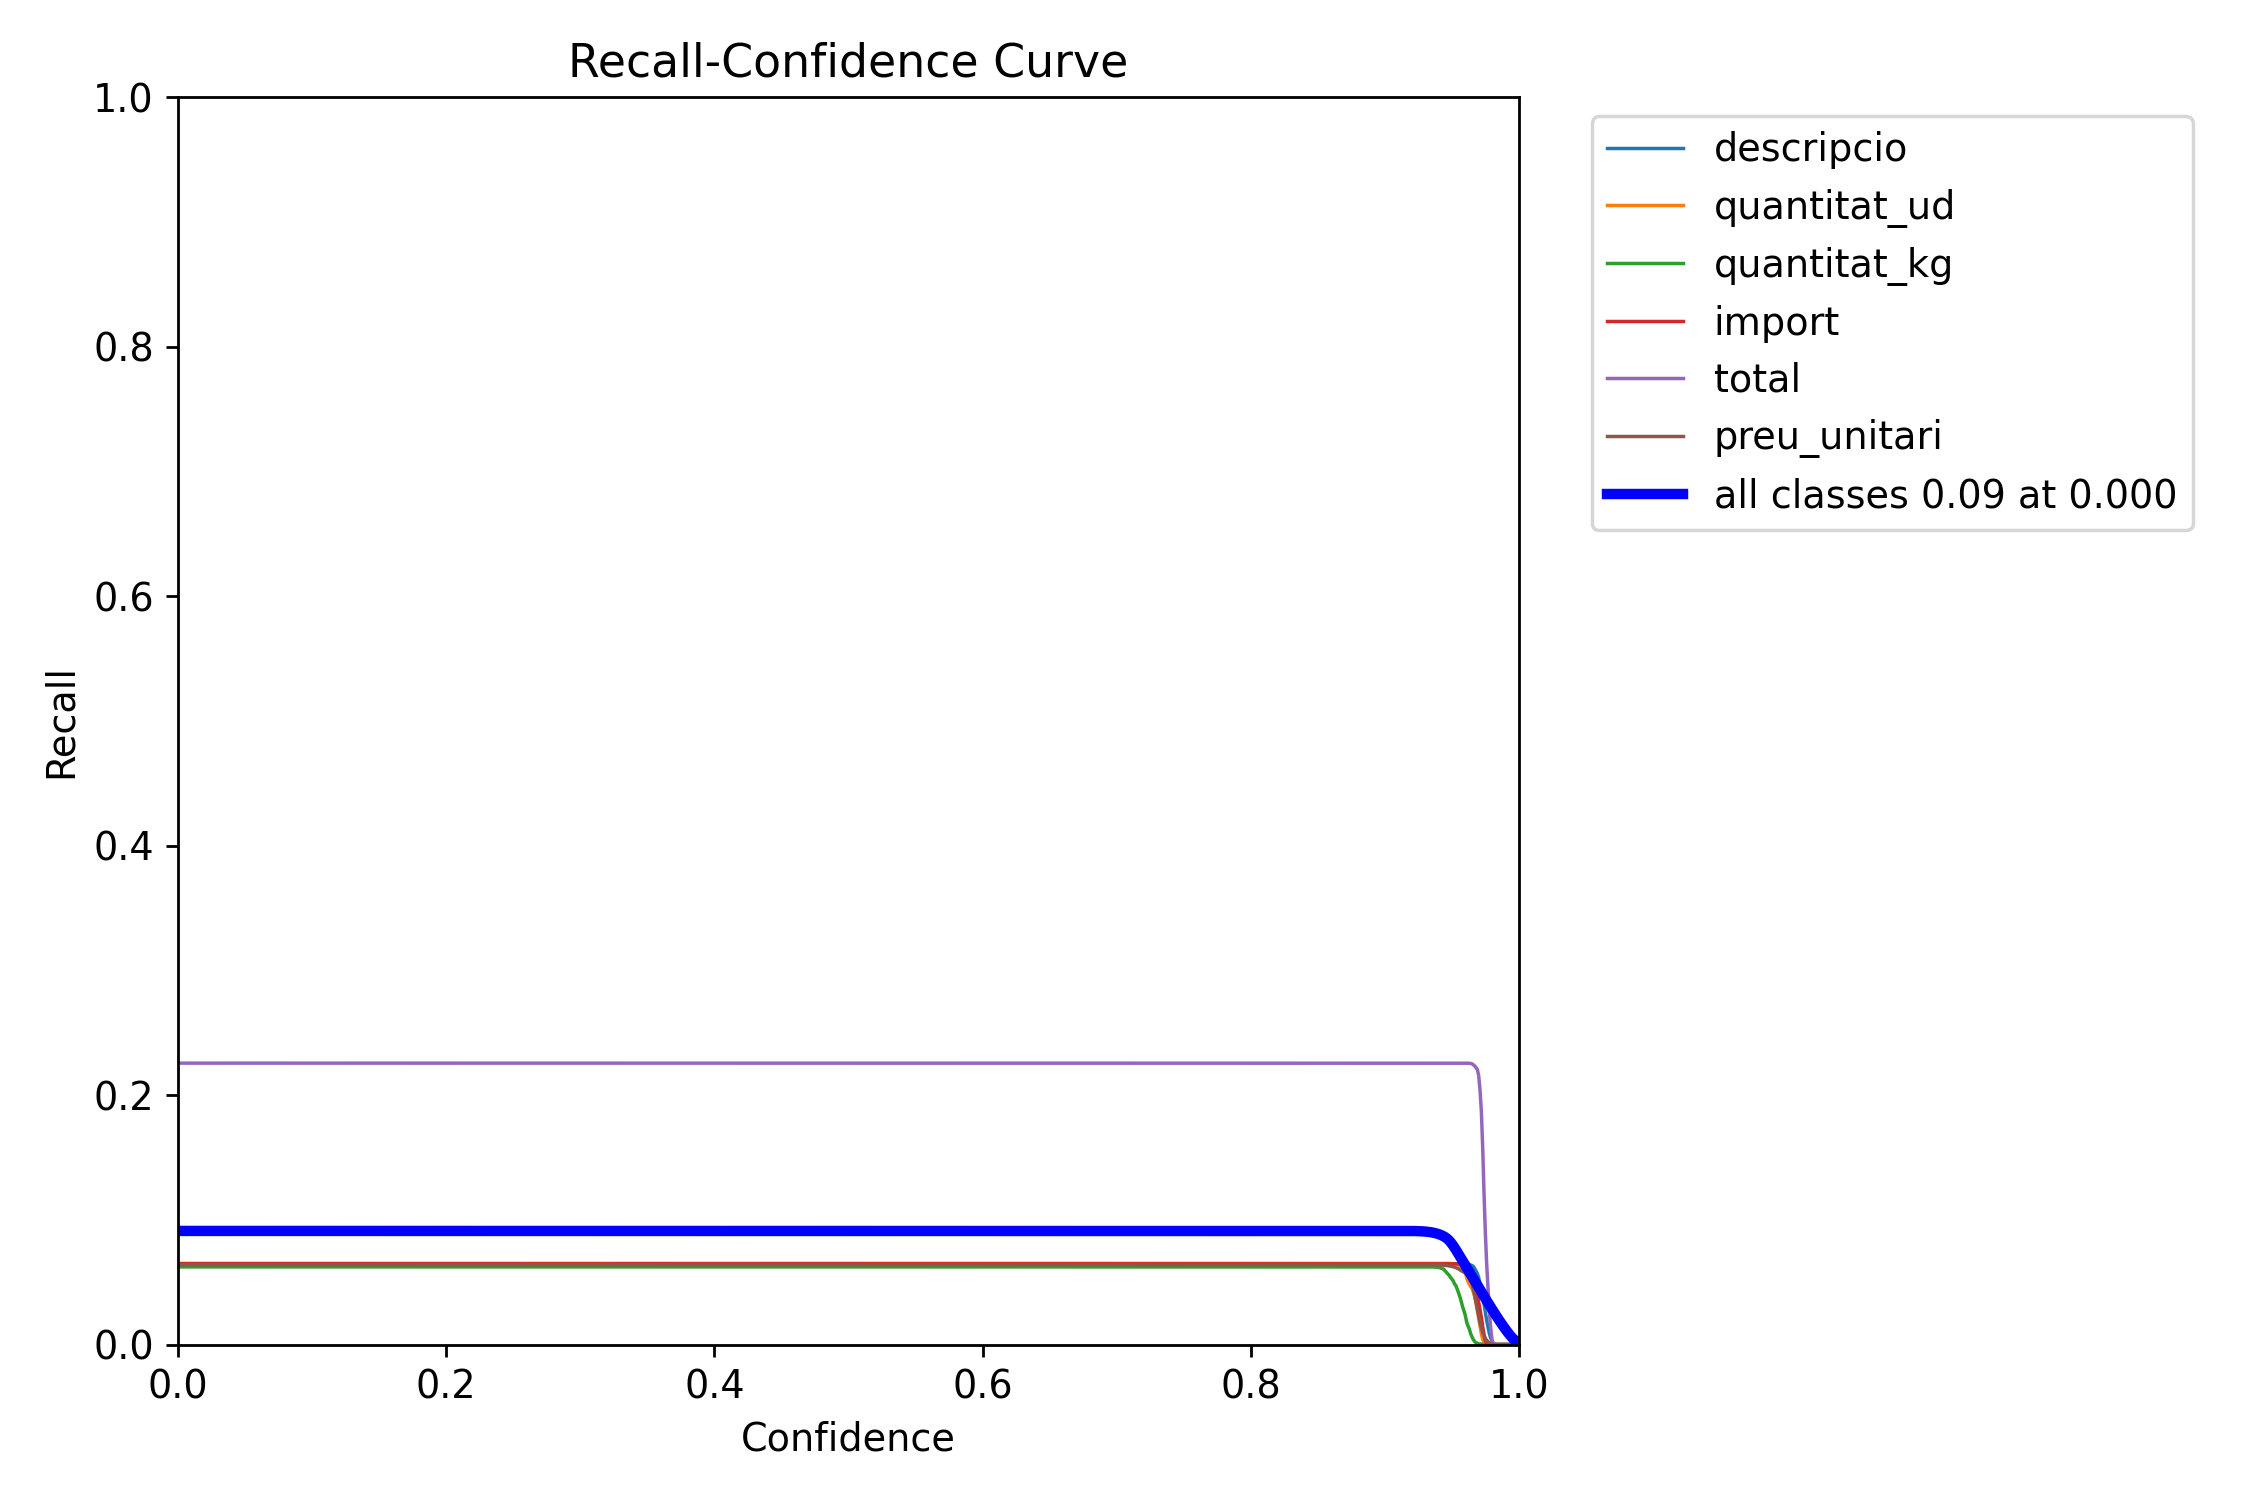 Recall-Confidence Curve
1.0
0.8
0.6
0.4
0.2
0.0
Recall
0.0 0.2 0.4 0.6 0.8 1.0
Confidence
descripcio
quantitat_ud
quantitat_kg
import
total
preu_unitari
all classes 0.09 at 0.000